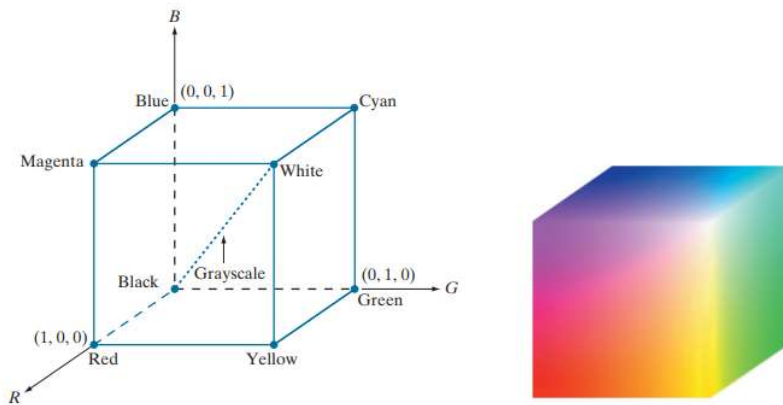 B
Blue (0, 0, 1)
Cyan
Magenta
White
Black
Grayscale
(0, 1, 0)
G
Green
(1, 0, 0)
Red
Yellow
R